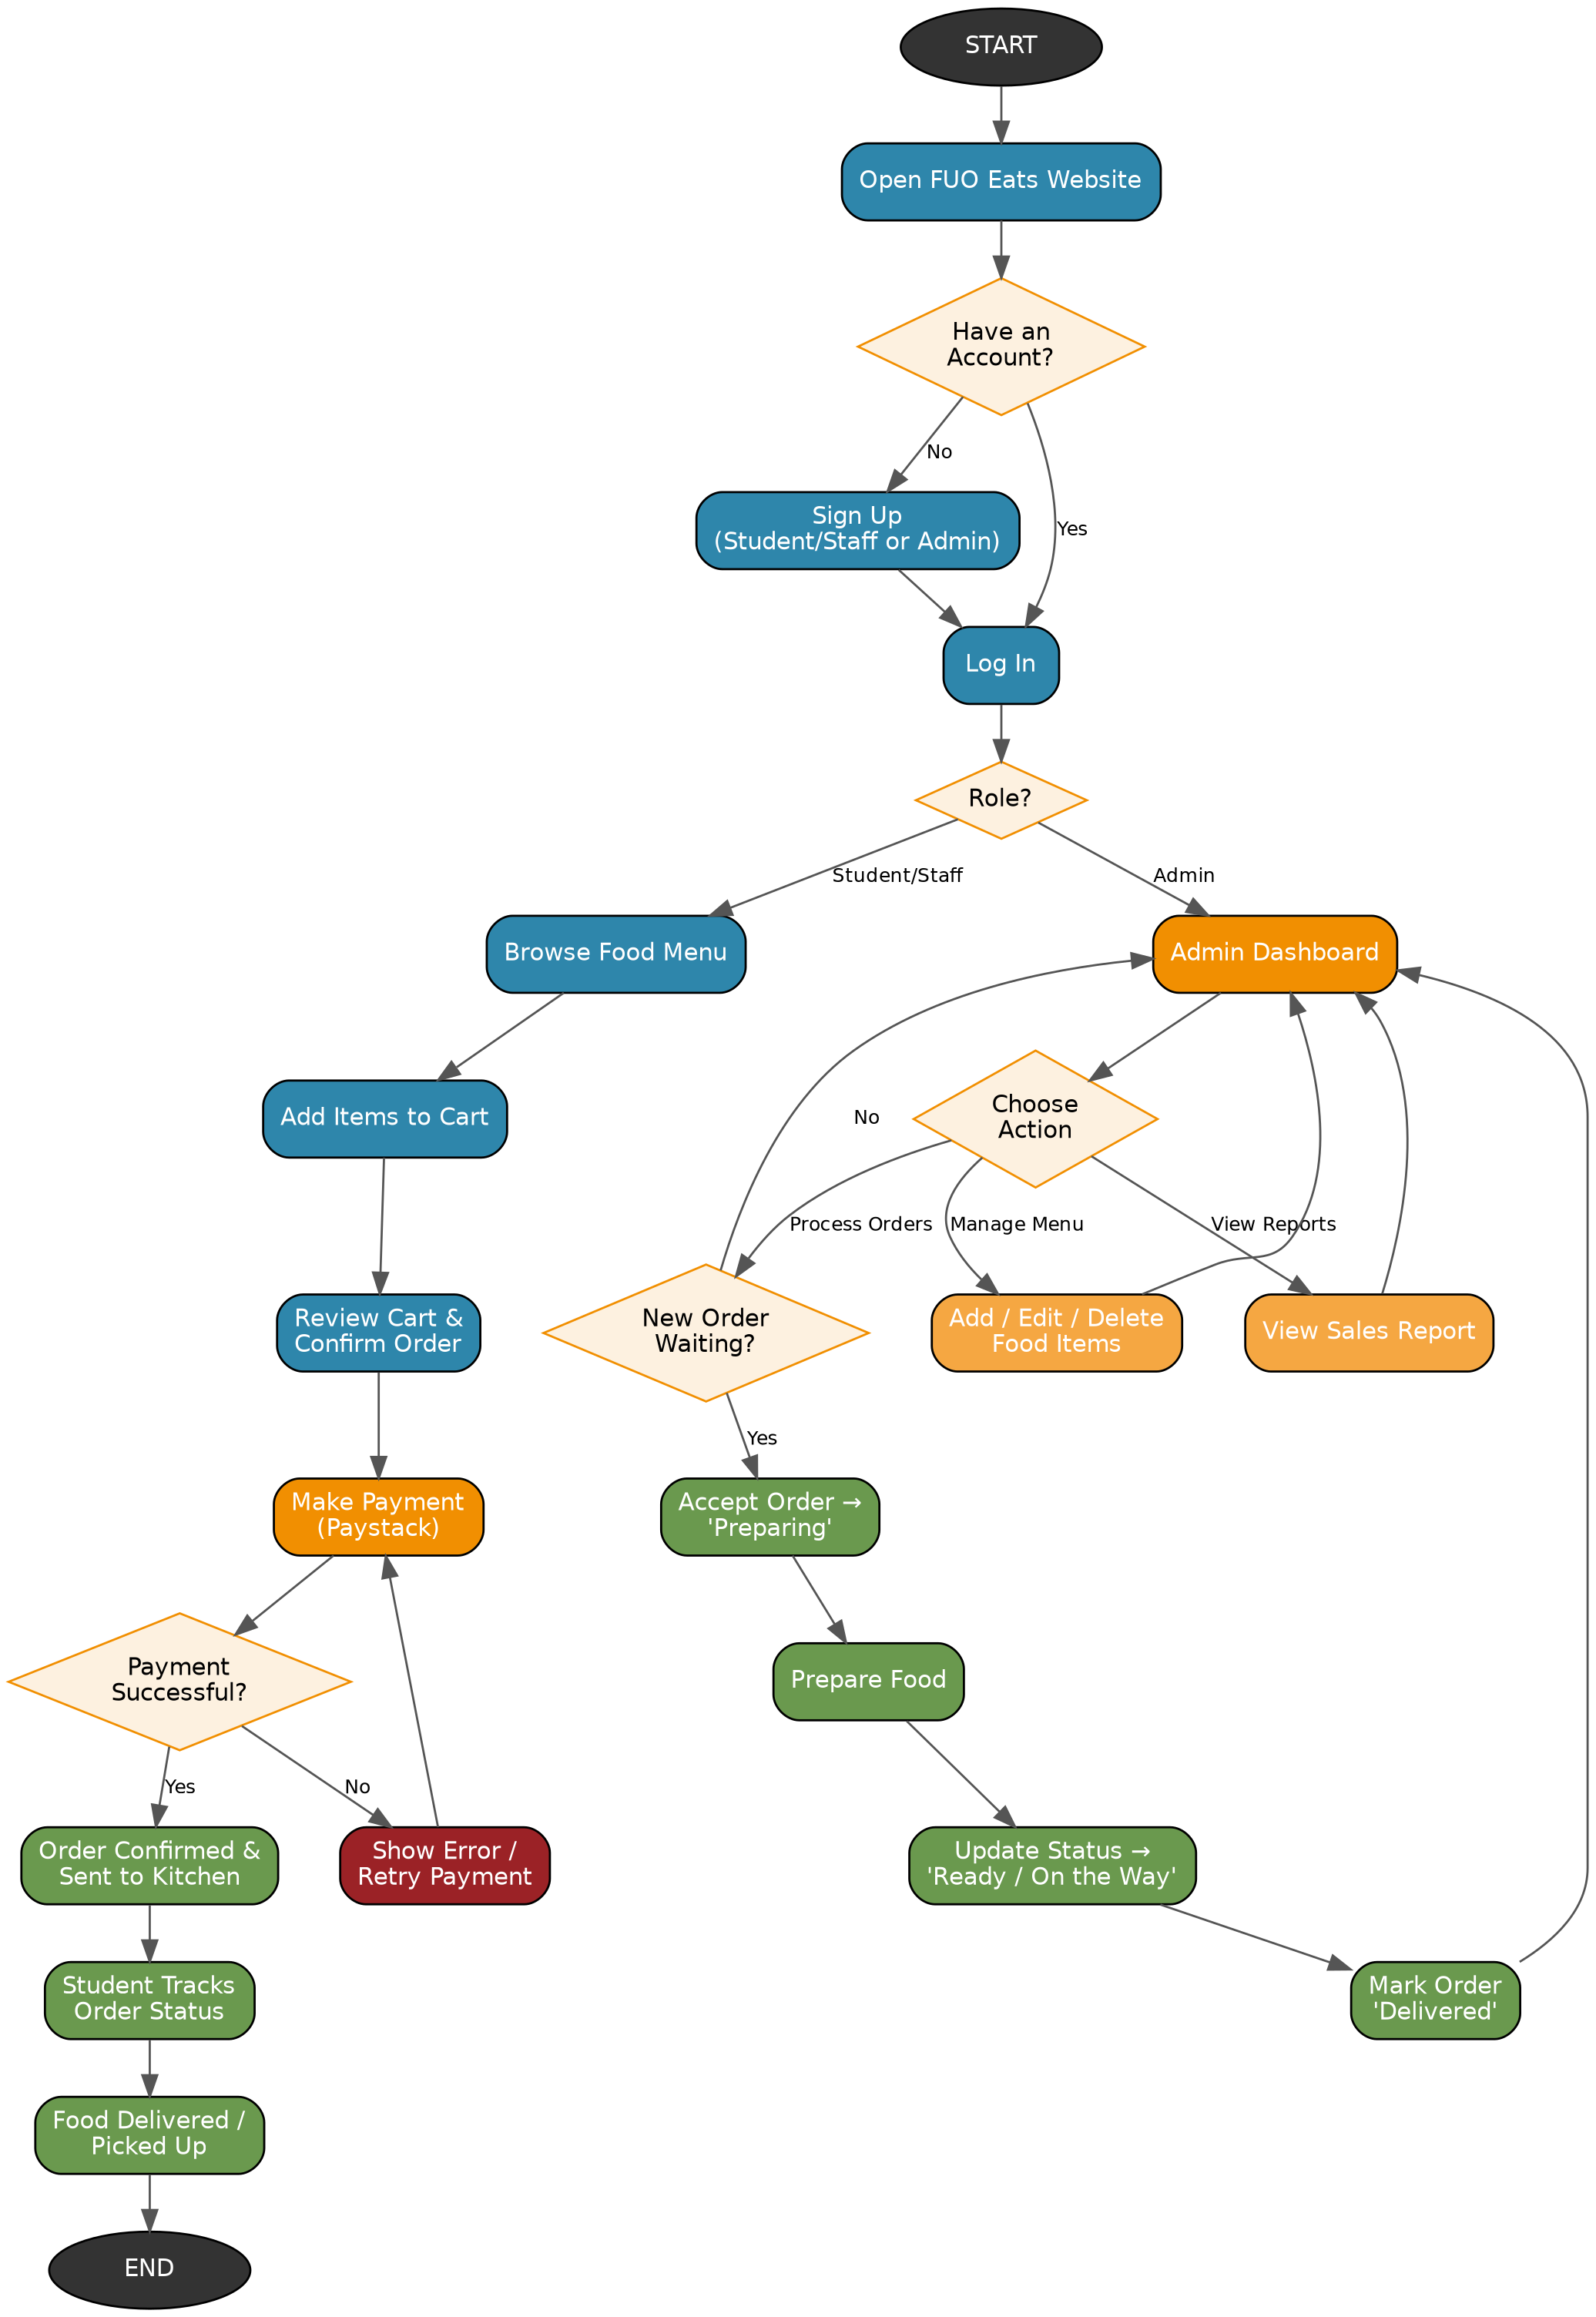 START
Open FUO Eats Website
Have an
Account?
No
Yes
Sign Up
(Student/Staff or Admin)
Log In
Role?
Student/Staff
Admin
Browse Food Menu
Admin Dashboard
Add Items to Cart
No
Choose
Action
Process Orders
Manage Menu
View Reports
Review Cart &
Confirm Order
New Order
Waiting?
Add / Edit / Delete
Food Items
View Sales Report
Yes
Make Payment
(Paystack)
Accept Order →
'Preparing'
Payment
Successful?
Prepare Food
Yes
No
Order Confirmed &
Sent to Kitchen
Show Error /
Retry Payment
Update Status →
'Ready / On the Way'
Student Tracks
Order Status
Mark Order
'Delivered'
Food Delivered /
Picked Up
END